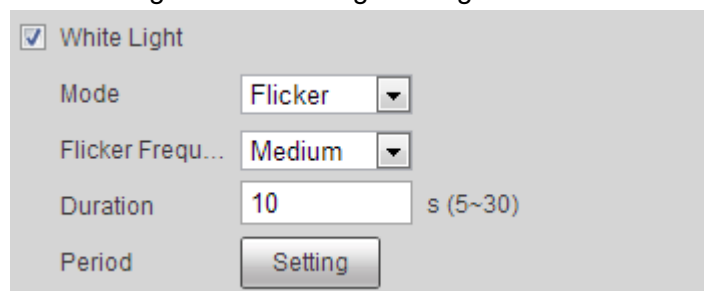 White Light
Mode Flicker
Flicker Frequ... Medium
Duration 10 s (5~30)
Period Setting